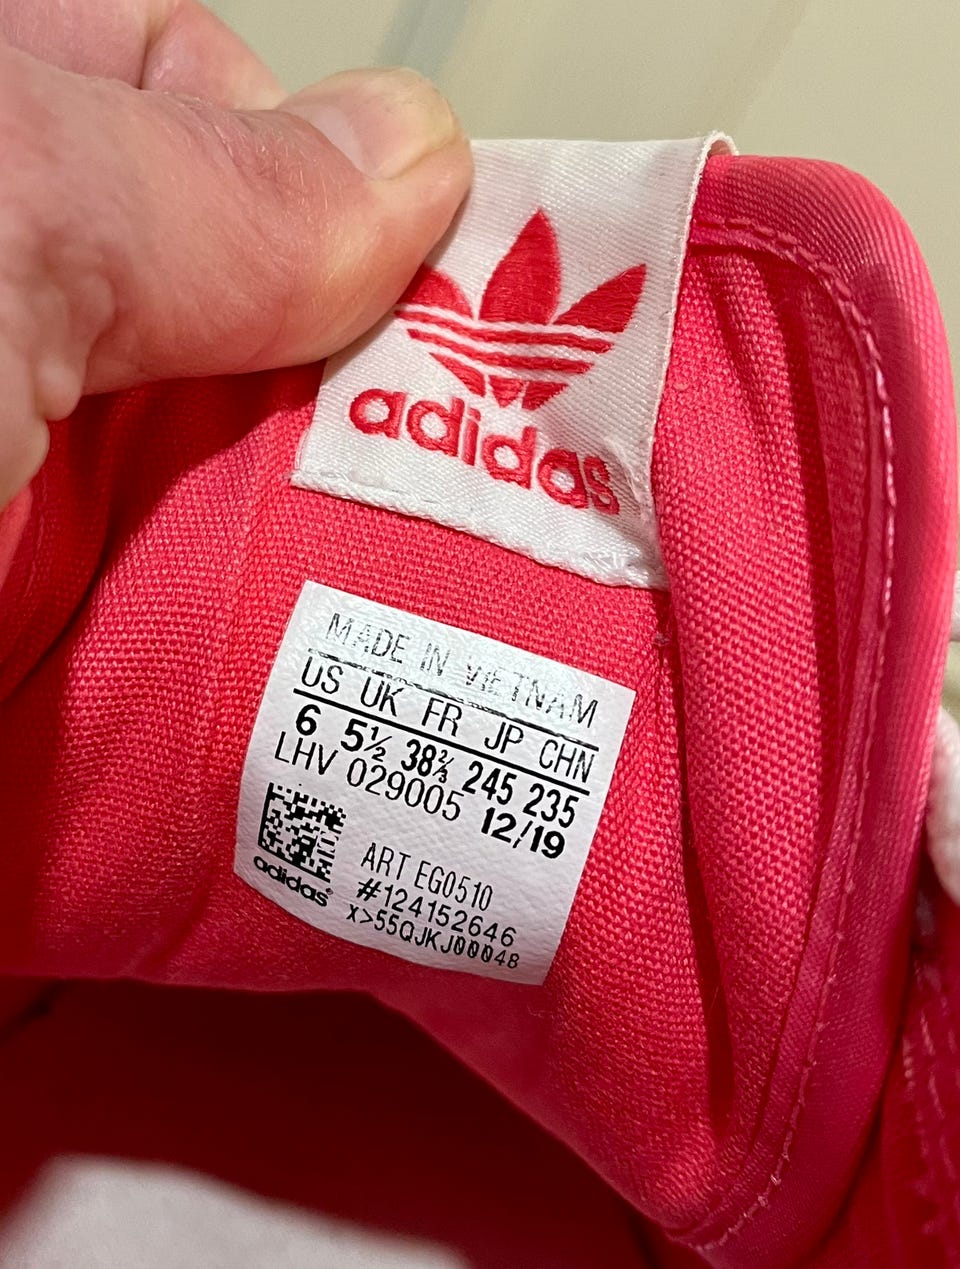 adidas
MADE IN VIETNAM
US UK FR JP CHN
6 5½ 38⅔ 245 235
LHV 029005 12/19
adidas
ART EG0510
#124152646
x>55QJKJ00048